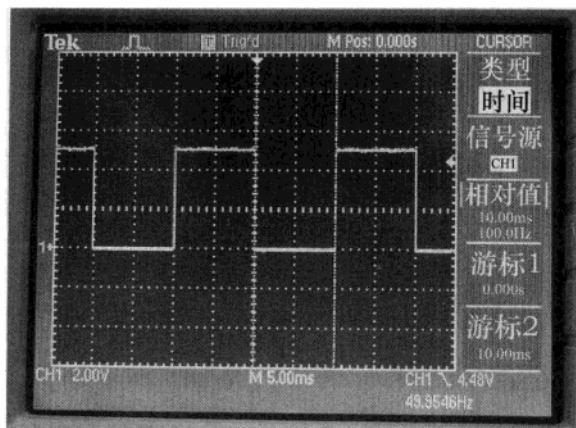 Tek Trig'd M Pos: 0.000s CURSOR
类型
时间
信号源
CH1
相对值
10.00ms
100.0Hz
游标1
0.000s
游标2
10.00ms
1
CH1 2.00V M 5.00ms CH1 4.48V
49.9546Hz